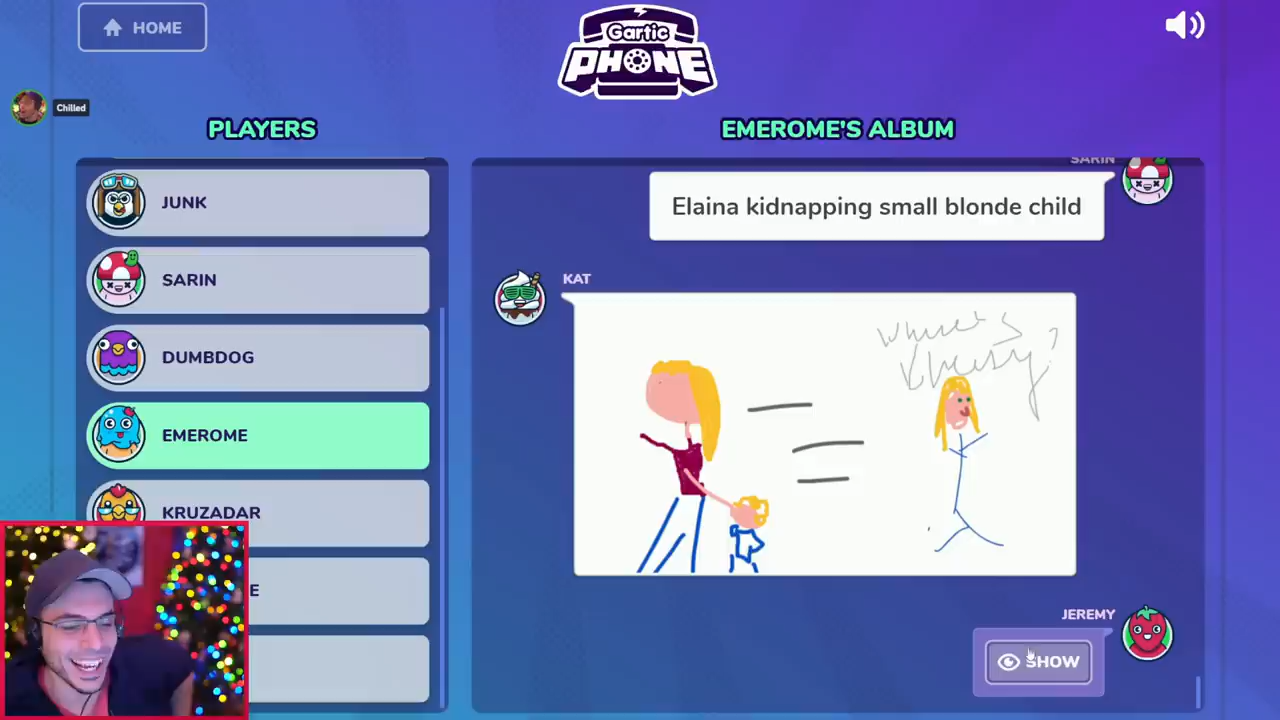 HOME
Gartic
PHONE
Chilled
PLAYERS
EMEROME'S ALBUM
JUNK
SARIN
DUMBDOG
EMEROME
KRUZADAR
E
SARIN
Elaina kidnapping small blonde child
KAT
where's
JEREMY
SHOW